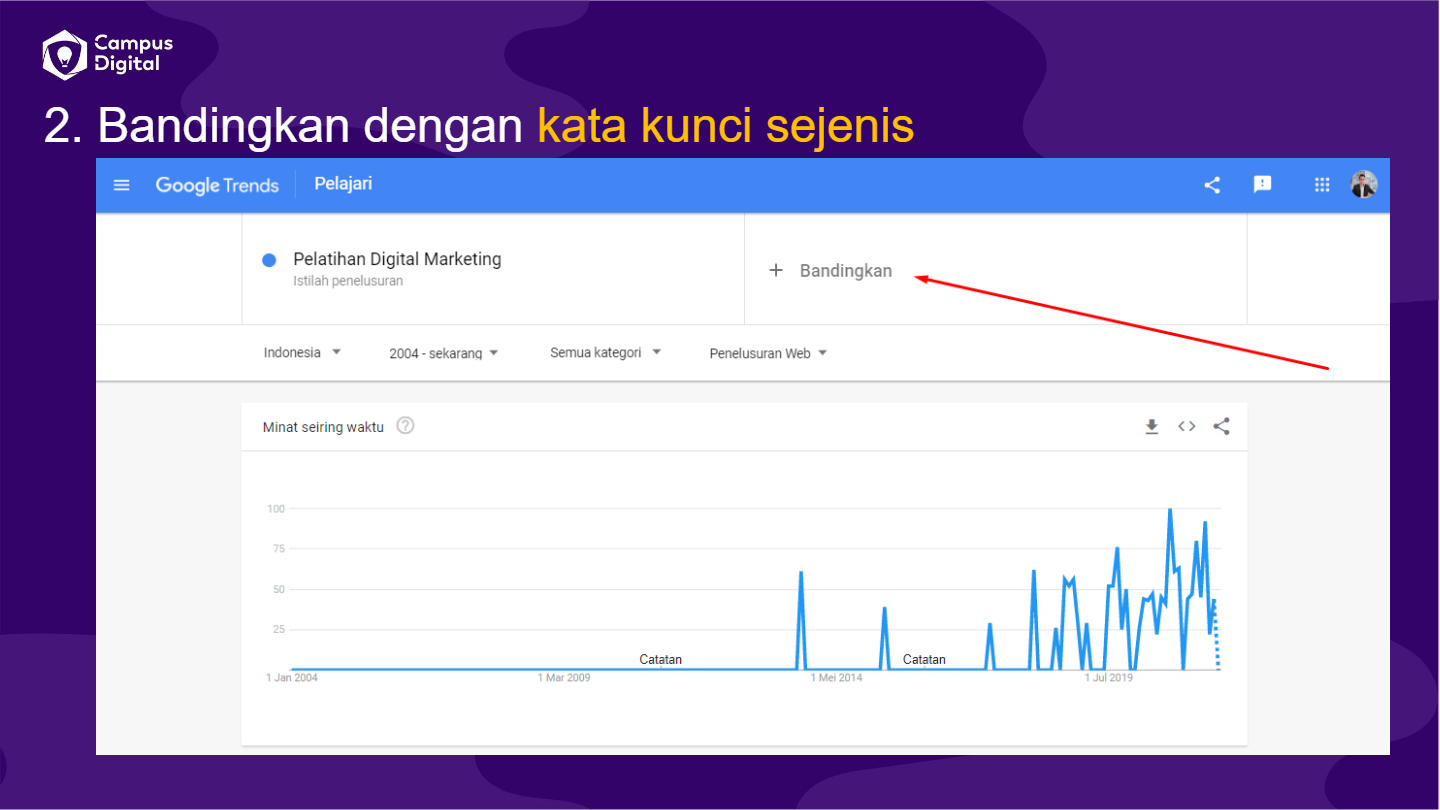 Campus
Digital
2. Bandingkan dengan kata kunci sejenis
Google Trends Pelajari
Pelatihan Digital Marketing
Istilah penelusuran
+ Bandingkan
Indonesia 2004 - sekarang Semua kategori Penelusuran Web
Minat seiring waktu ?
100
75
50
25
Catatan Catatan
1 Jan 2004 1 Mar 2009 1 Mei 2014 1 Jul 2019